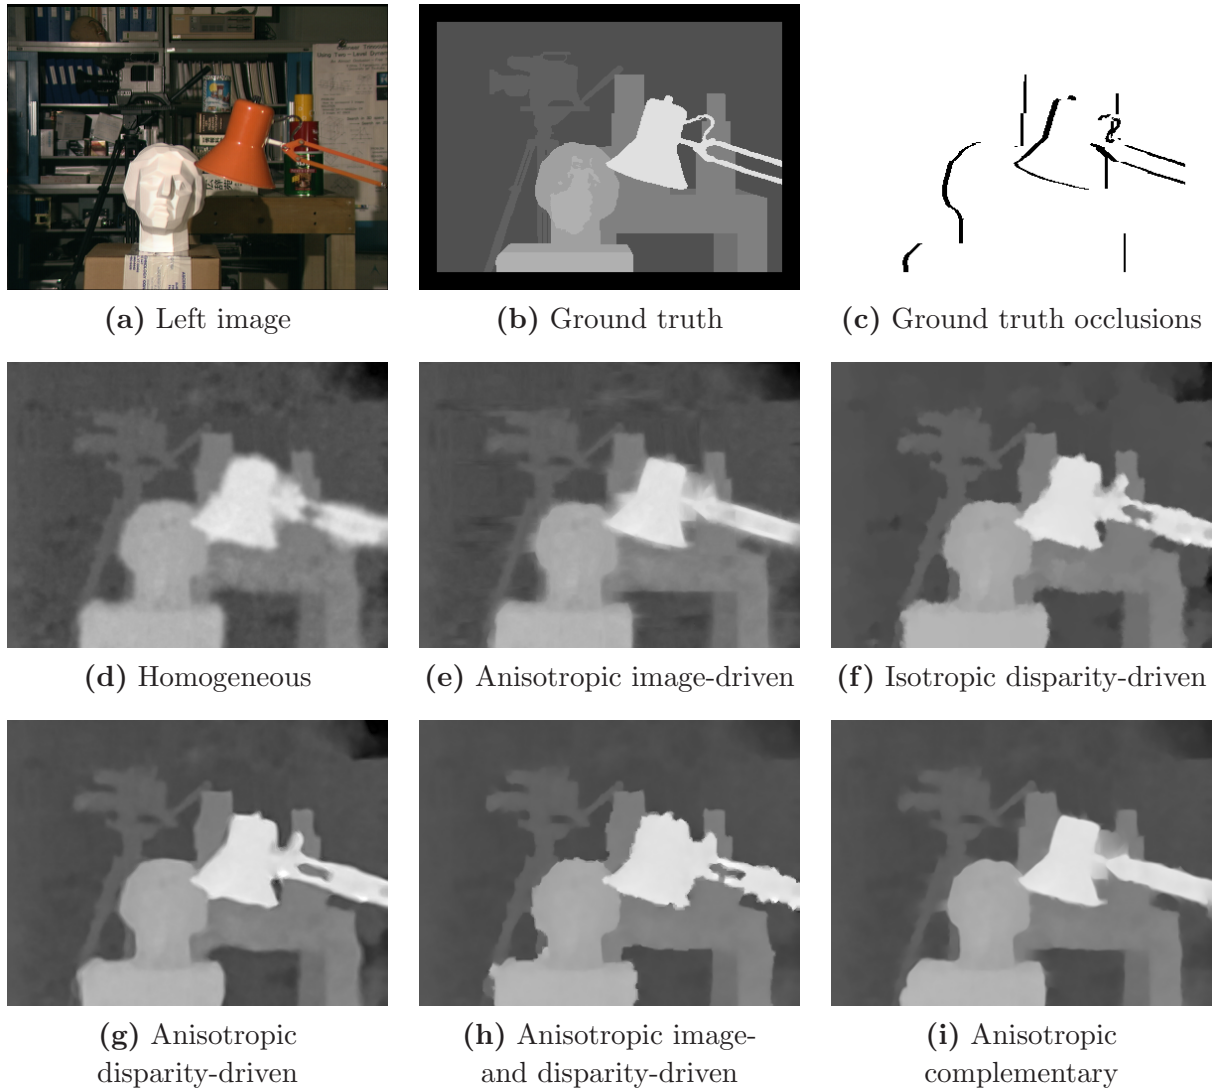 (a) Left image
(b) Ground truth
(c) Ground truth occlusions
(d) Homogeneous
(e) Anisotropic image-driven
(f) Isotropic disparity-driven
(g) Anisotropic
disparity-driven
(h) Anisotropic image-
and disparity-driven
(i) Anisotropic
complementary